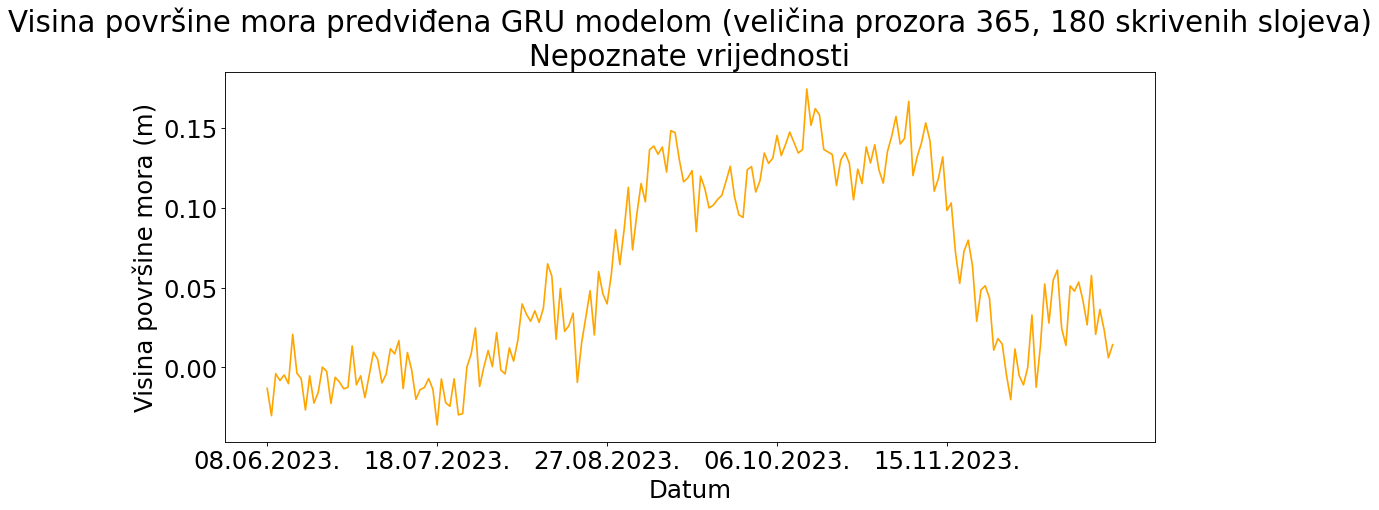 Visina površine mora predviđena GRU modelom (veličina prozora 365, 180 skrivenih slojeva)
Nepoznate vrijednosti
Visina površine mora (m)
0.15
0.10
0.05
0.00
08.06.2023. 18.07.2023. 27.08.2023. 06.10.2023. 15.11.2023.
Datum